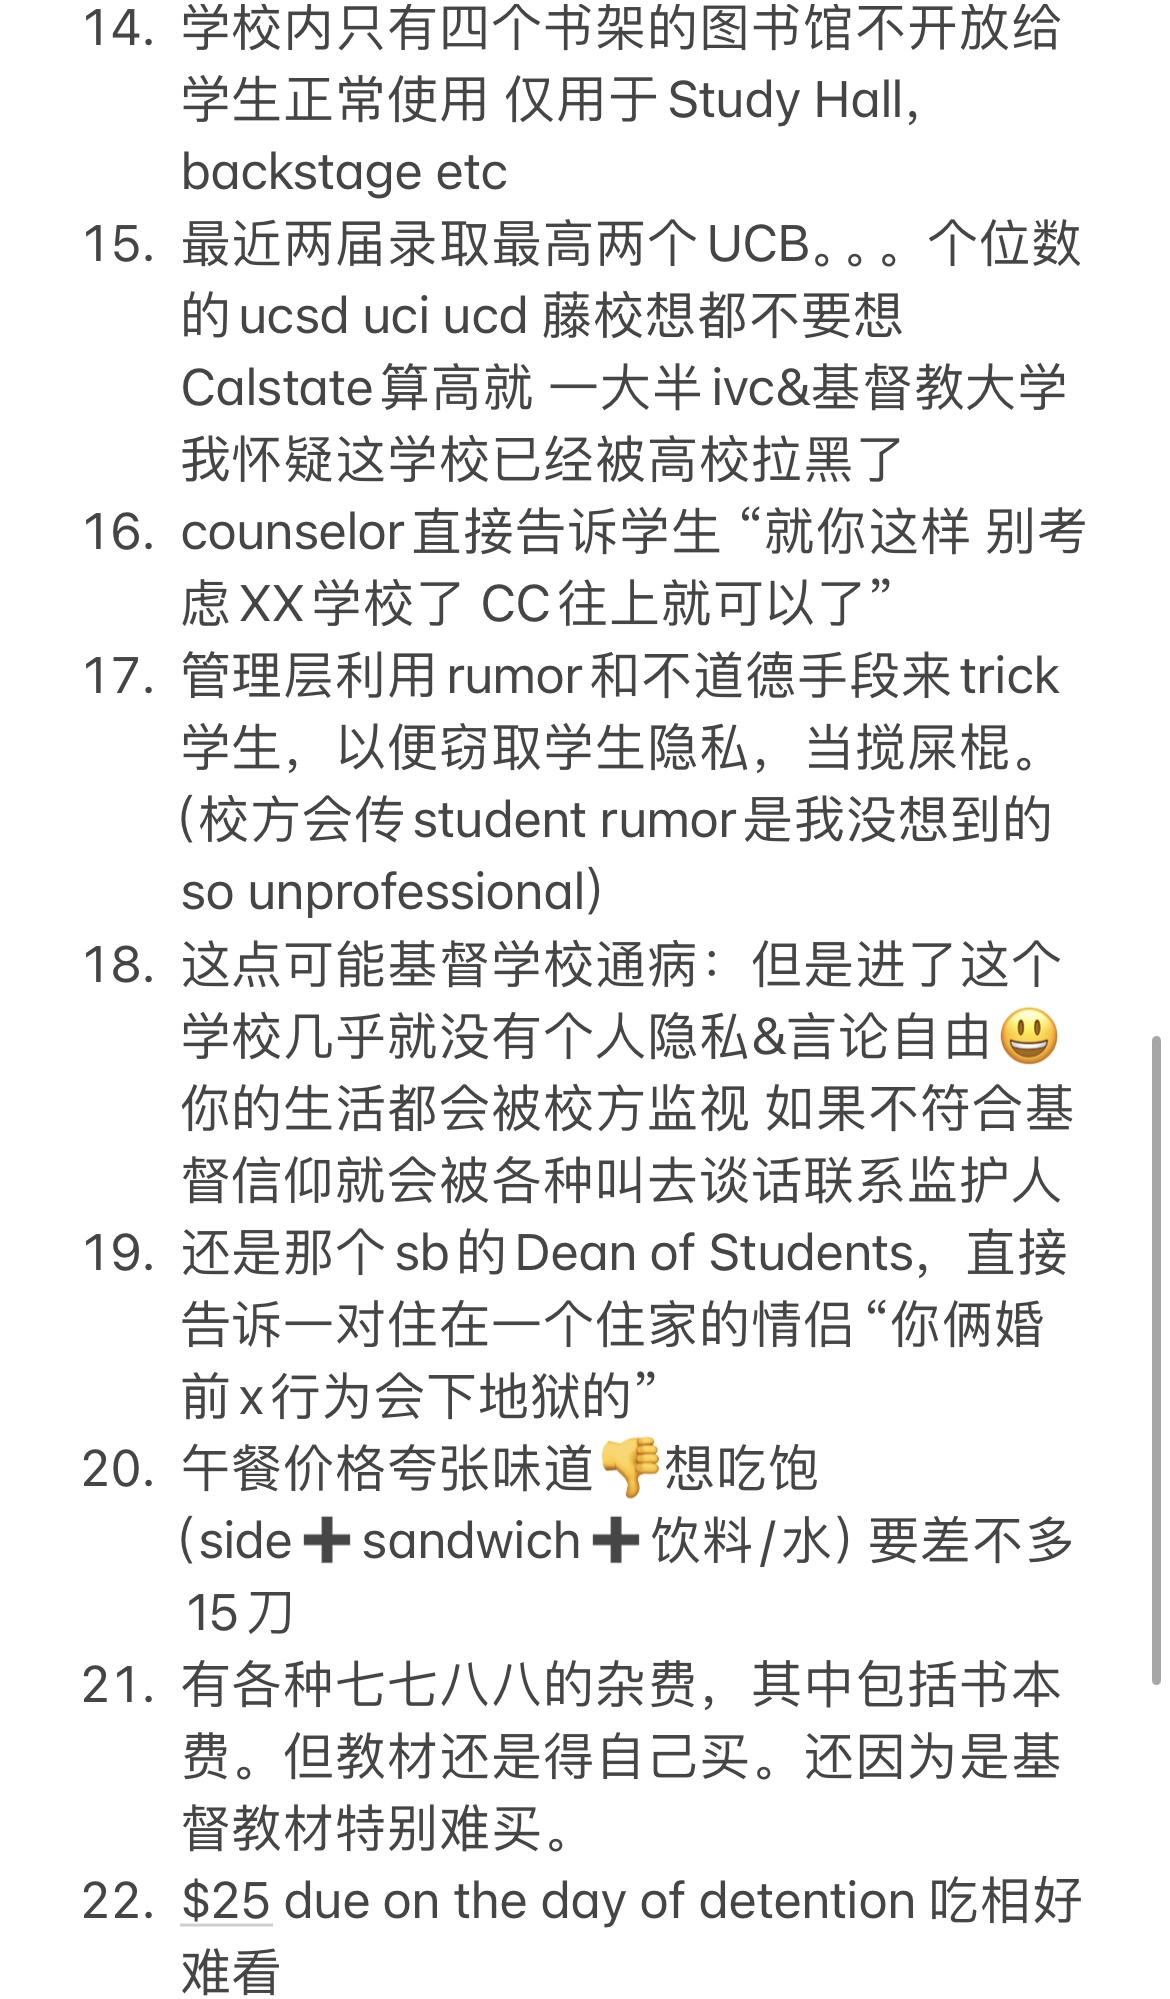 14. 学校内只有四个书架的图书馆不开放给
学生正常使用 仅用于Study Hall,
backstage etc
15. 最近两届录取最高两个UCB。。。个位数
的ucsd uci ucd 藤校想都不要想
Calstate算高就 一大半ivc&基督教大学
我怀疑这学校已经被高校拉黑了
16. counselor直接告诉学生 “就你这样 别考
虑XX学校了 CC往上就可以了”
17. 管理层利用rumor和不道德手段来trick
学生，以便窃取学生隐私，当搅屎棍。
(校方会传student rumor是我没想到的
so unprofessional)
18. 这点可能基督学校通病：但是进了这个
学校几乎就没有个人隐私&言论自由😃
你的生活都会被校方监视 如果不符合基
督信仰就会被各种叫去谈话联系监护人
19. 还是那个sb的Dean of Students，直接
告诉一对住在一个住家的情侣“你俩婚
前x行为会下地狱的”
20. 午餐价格夸张味道👎想吃饱
(side➕sandwich➕饮料/水) 要差不多
15刀
21. 有各种七七八八的杂费，其中包括书本
费。但教材还是得自己买。还因为是基
督教材特别难买。
22. $25 due on the day of detention 吃相好
难看